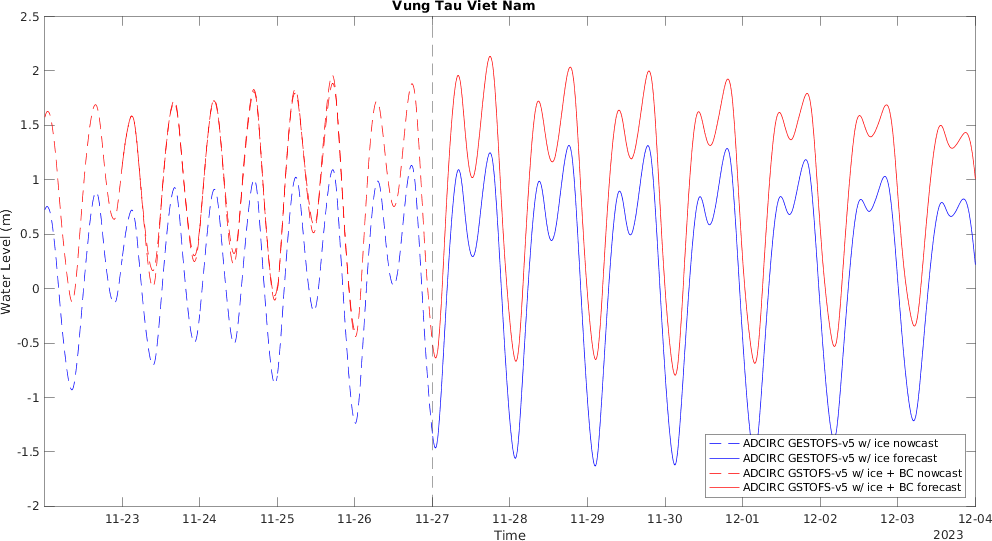 Vung Tau Viet Nam
2.5
2
1.5
1
0.5
0
-0.5
-1
-1.5
-2
Water Level (m)
ADCIRC GESTOFS-v5 w/ ice nowcast
ADCIRC GESTOFS-v5 w/ ice forecast
ADCIRC GSTOFS-v5 w/ ice + BC nowcast
ADCIRC GSTOFS-v5 w/ ice + BC forecast
11-23 11-24 11-25 11-26 11-27 11-28 11-29 11-30 12-01 12-02 12-03 12-04
Time
2023